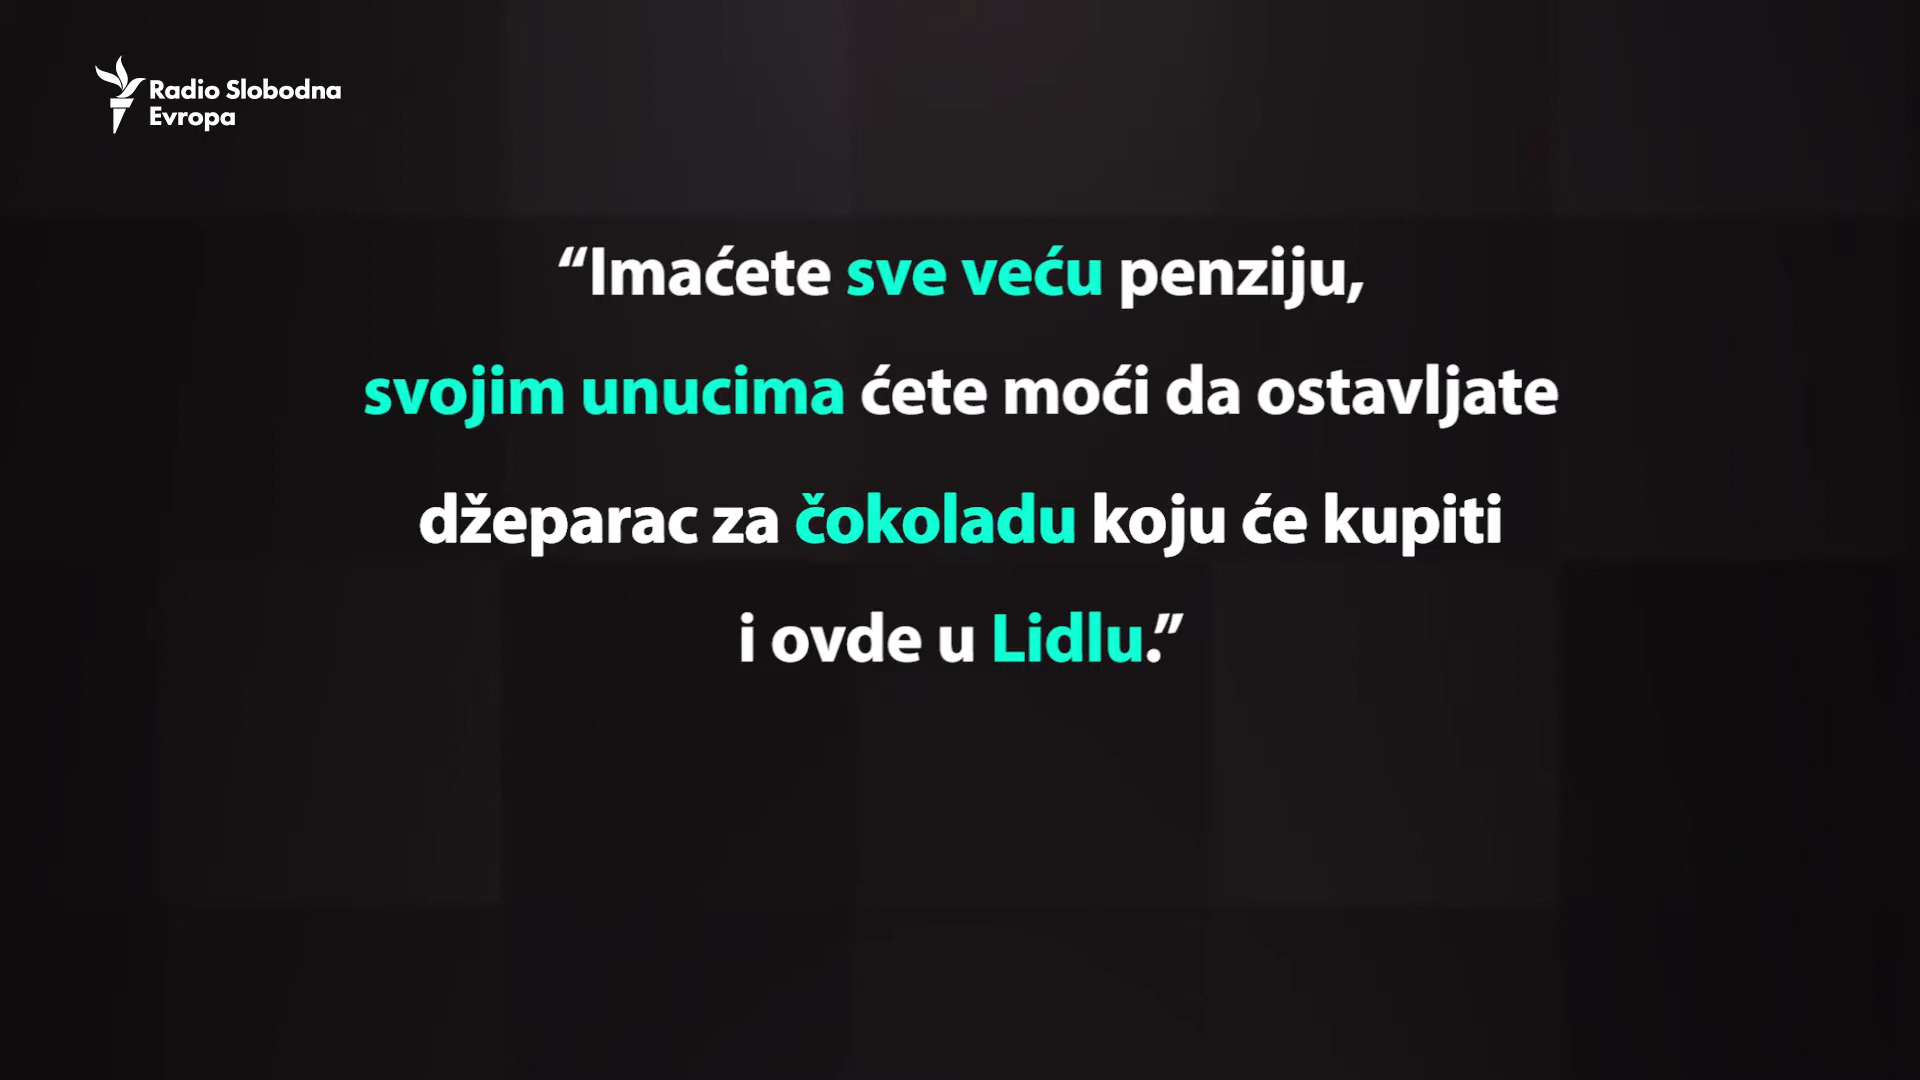 Radio Slobodna
Evropa
“Imaćete sve veću penziju,
svojim unucima ćete moći da ostavljate
džeparac za čokoladu koju će kupiti
i ovde u Lidlu.”